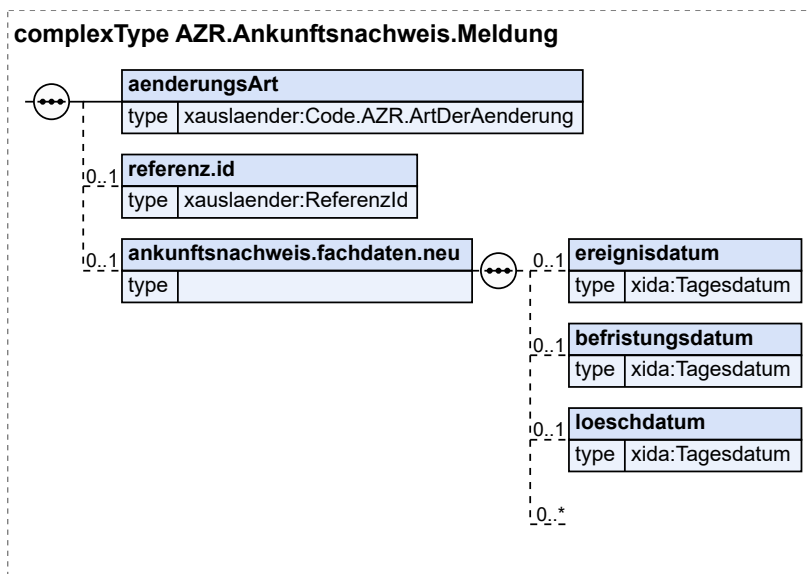 complexType AZR.Ankunftsnachweis.Meldung
aenderungsArt
type xauslaender:Code.AZR.ArtDerAenderung
0..1 referenz.id
type xauslaender:ReferenzId
0..1 ankunftsnachweis.fachdaten.neu
type
0..1 ereignisdatum
type xida:Tagesdatum
0..1 befristungsdatum
type xida:Tagesdatum
0..1 loeschdatum
type xida:Tagesdatum
0..*